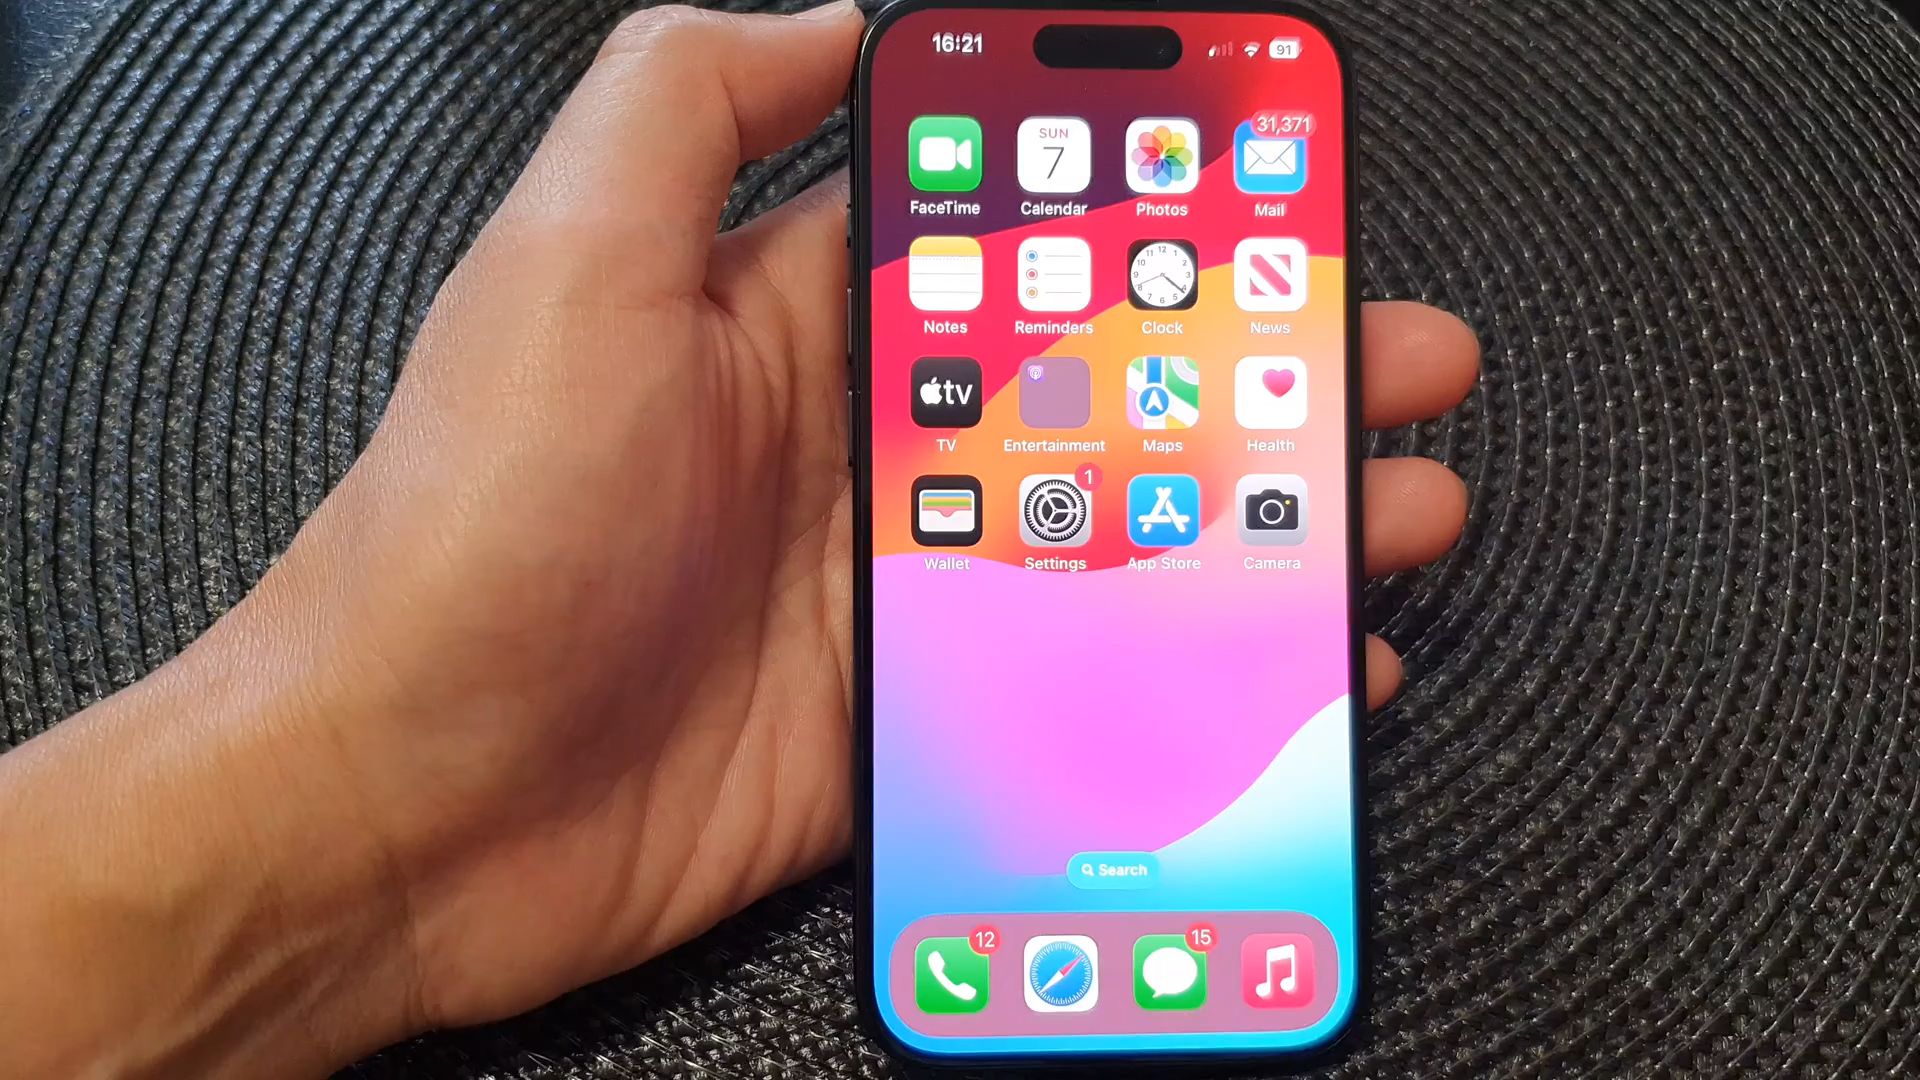 16:21
91
SUN
7
31,371
FaceTime
Calendar
Photos
Mail
Notes
Reminders
Clock
News
tv
TV
Entertainment
Maps
Health
1
Wallet
Settings
App Store
Camera
Search
12
15